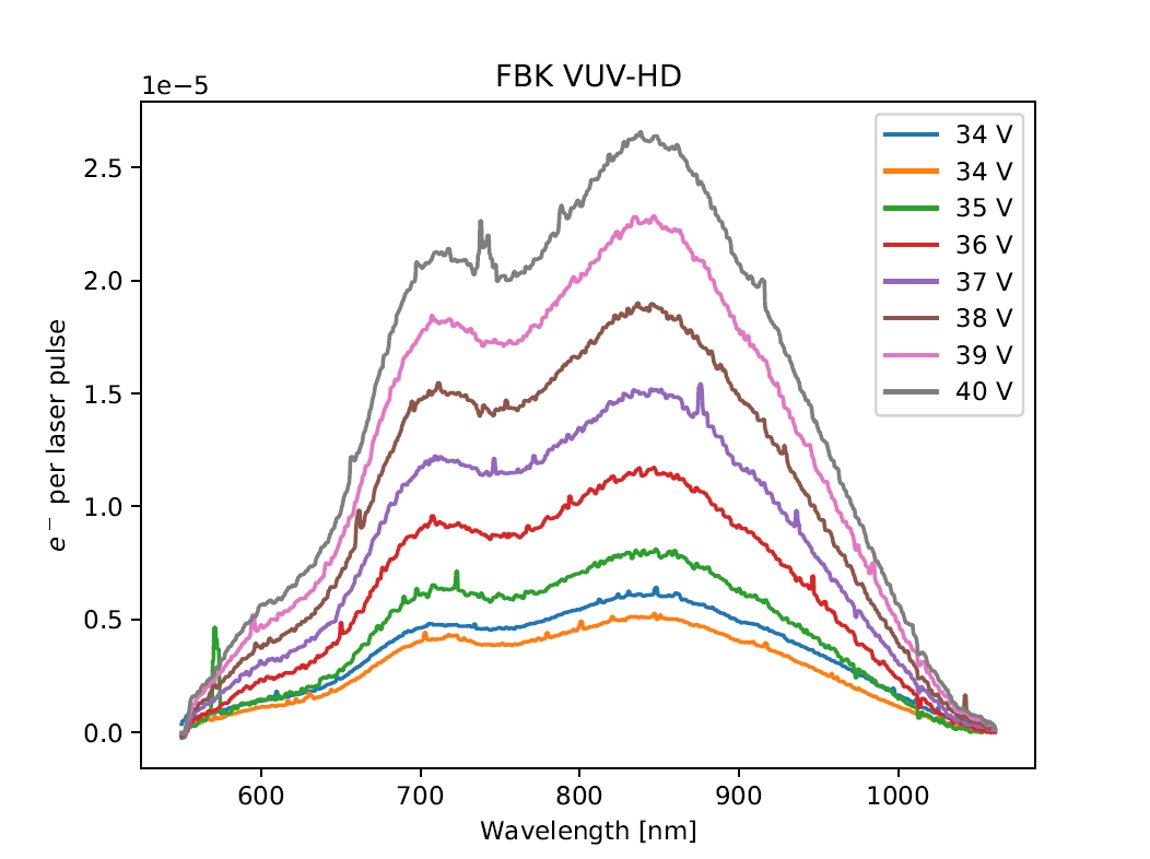 FBK VUV-HD
1e−5
2.5
2.0
1.5
1.0
0.5
0.0
e− per laser pulse
34 V
34 V
35 V
36 V
37 V
38 V
39 V
40 V
600
700
800
900
1000
Wavelength [nm]